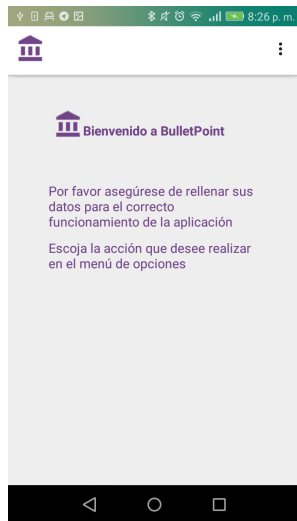 8:26 p. m.
Bienvenido a BulletPoint
Por favor asegúrese de rellenar sus
datos para el correcto
funcionamiento de la aplicación
Escoja la acción que desee realizar
en el menú de opciones